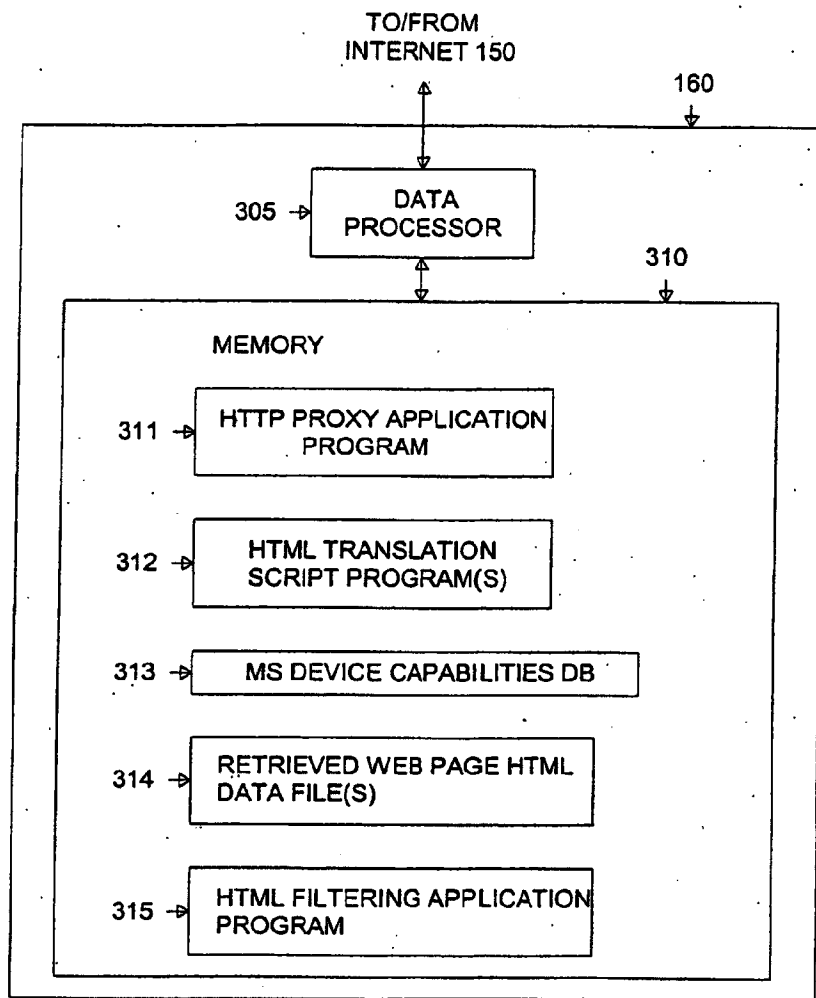 TO/FROM
INTERNET 150
160
305
DATA
PROCESSOR
310
MEMORY
311
HTTP PROXY APPLICATION
PROGRAM
312
HTML TRANSLATION
SCRIPT PROGRAM(S)
313
MS DEVICE CAPABILITIES DB
314
RETRIEVED WEB PAGE HTML
DATA FILE(S)
315
HTML FILTERING APPLICATION
PROGRAM